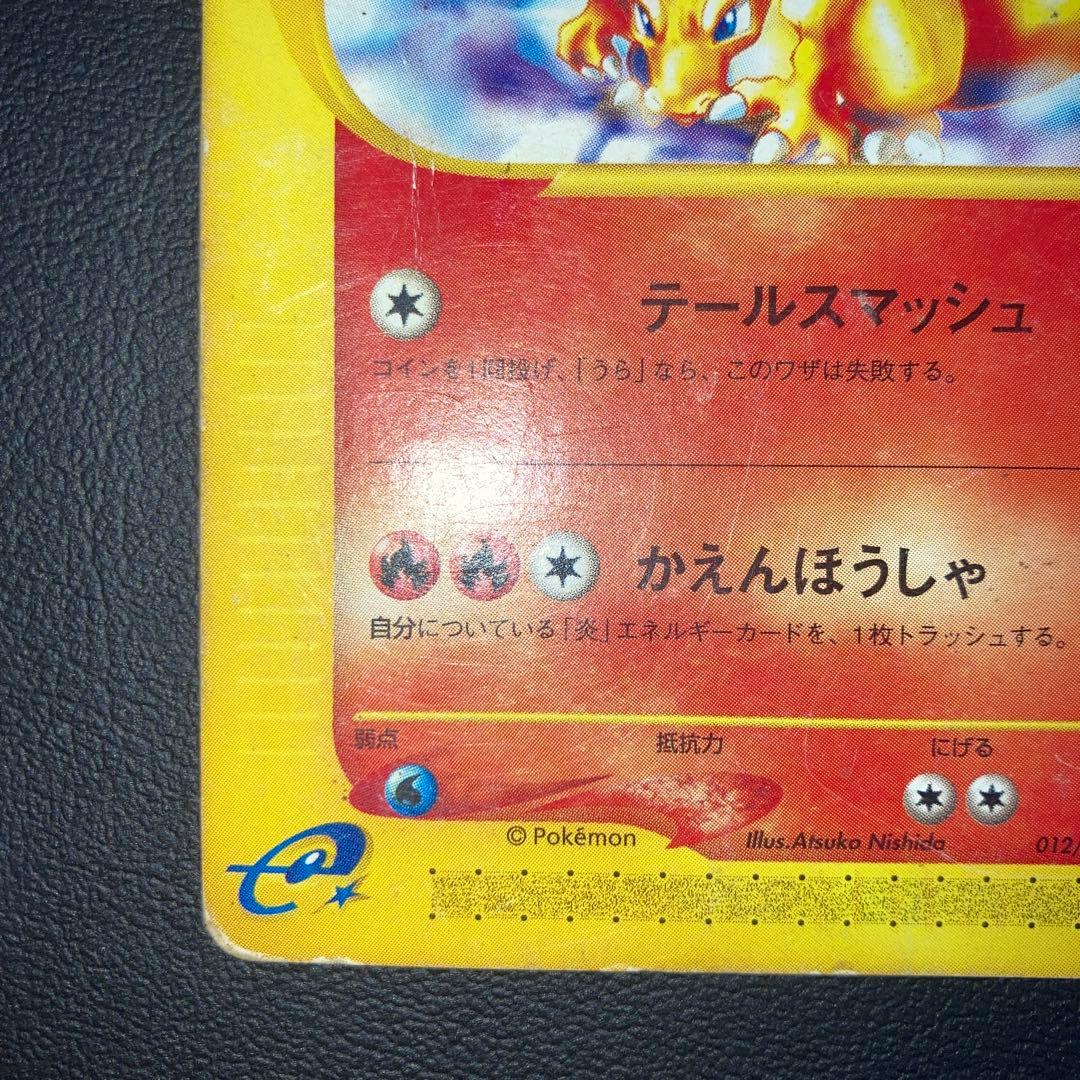 テールスマッシュ
コインを1回投げ、「うら」なら、このワザは失敗する。
かえんほうしゃ
自分についている「炎」エネルギーカードを、1枚トラッシュする。
弱点 抵抗力 にげる
© Pokémon Illus.Atsuko Nishida 012/
e